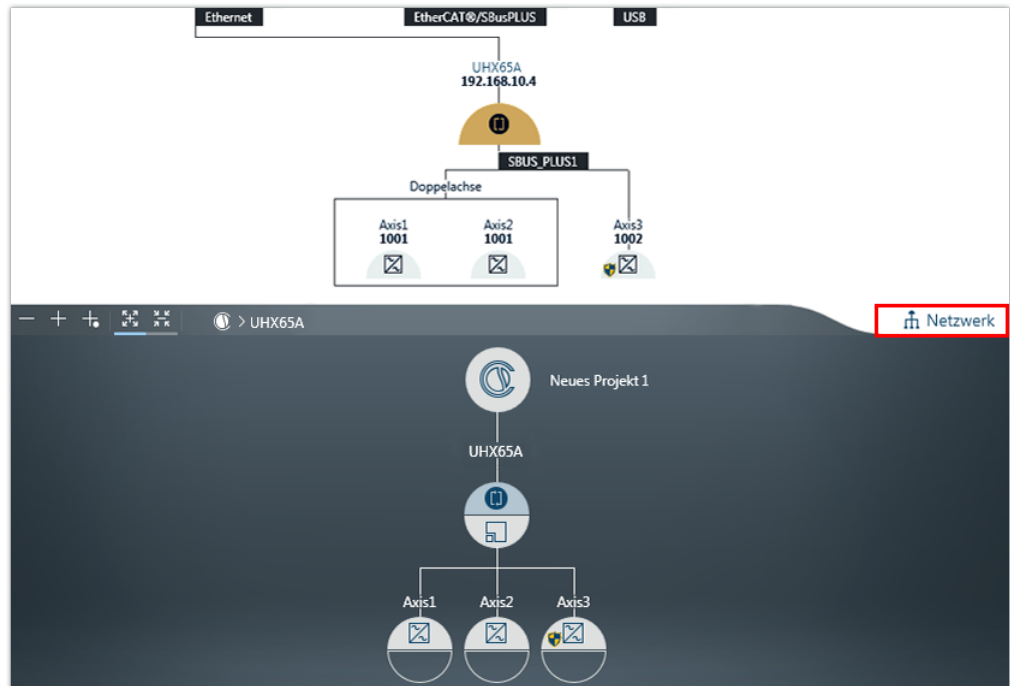 Ethernet EtherCAT®/SBusPLUS USB
UHX65A
192.168.10.4
SBUS_PLUS1
Doppelachse
Axis1 Axis2 Axis3
1001 1001 1002
> UHX65A Netzwerk
Neues Projekt 1
UHX65A
Axis1 Axis2 Axis3